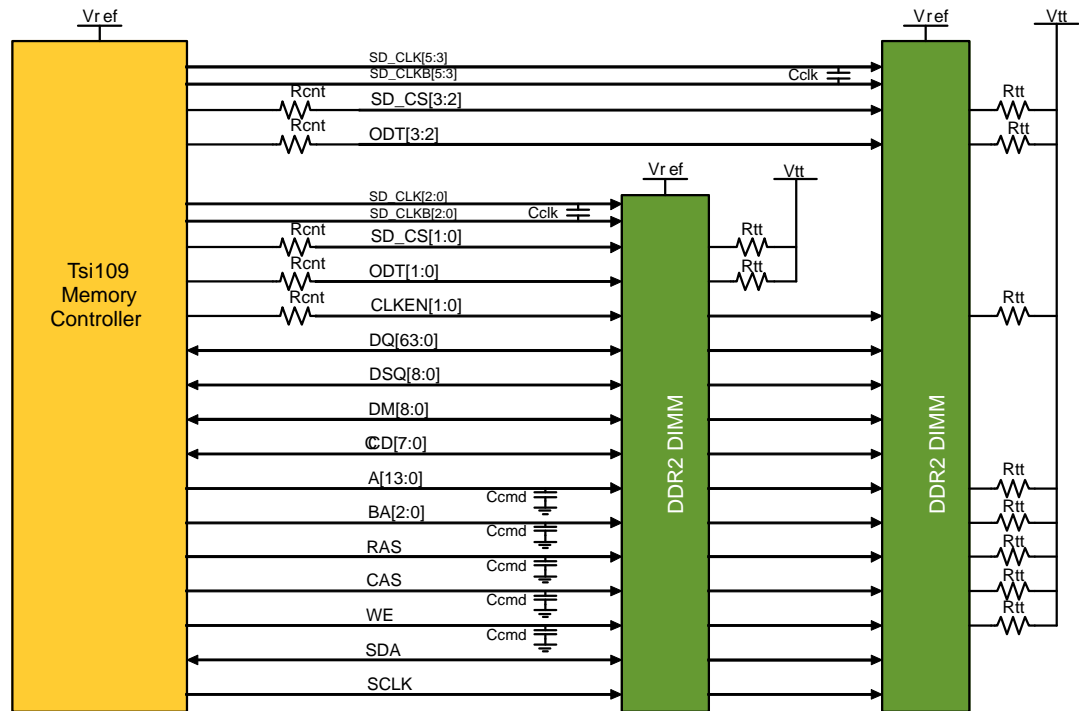 Vref
Vref
Vtt
SD_CLK[5:3]
SD_CLKB[5:3]
Cclk
Rcnt
SD_CS[3:2]
Rtt
Rcnt
ODT[3:2]
Rtt
Vref
Vtt
SD_CLK[2:0]
SD_CLKB[2:0]
Cclk
Rcnt
SD_CS[1:0]
Rtt
Rcnt
ODT[1:0]
Rtt
Rcnt
CLKEN[1:0]
Rtt
Tsi109
Memory
Controller
DQ[63:0]
DSQ[8:0]
DM[8:0]
CCD[7:0]
DDR2 DIMM
DDR2 DIMM
A[13:0]
Ccmd
Rtt
BA[2:0]
Ccmd
Rtt
RAS
Ccmd
Rtt
CAS
Ccmd
Rtt
WE
Ccmd
Rtt
SDA
SCLK